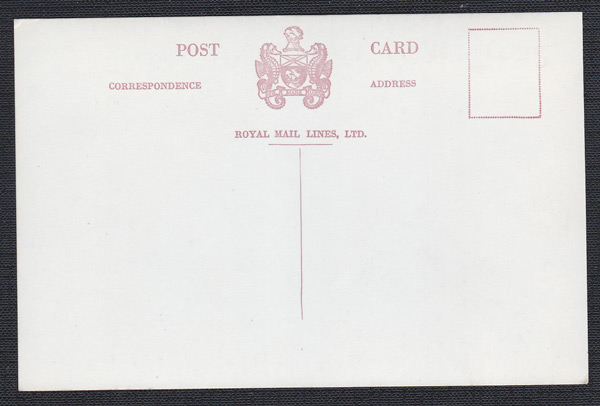 POST CARD
CORRESPONDENCE ADDRESS
ROYAL MAIL LINES, LTD.